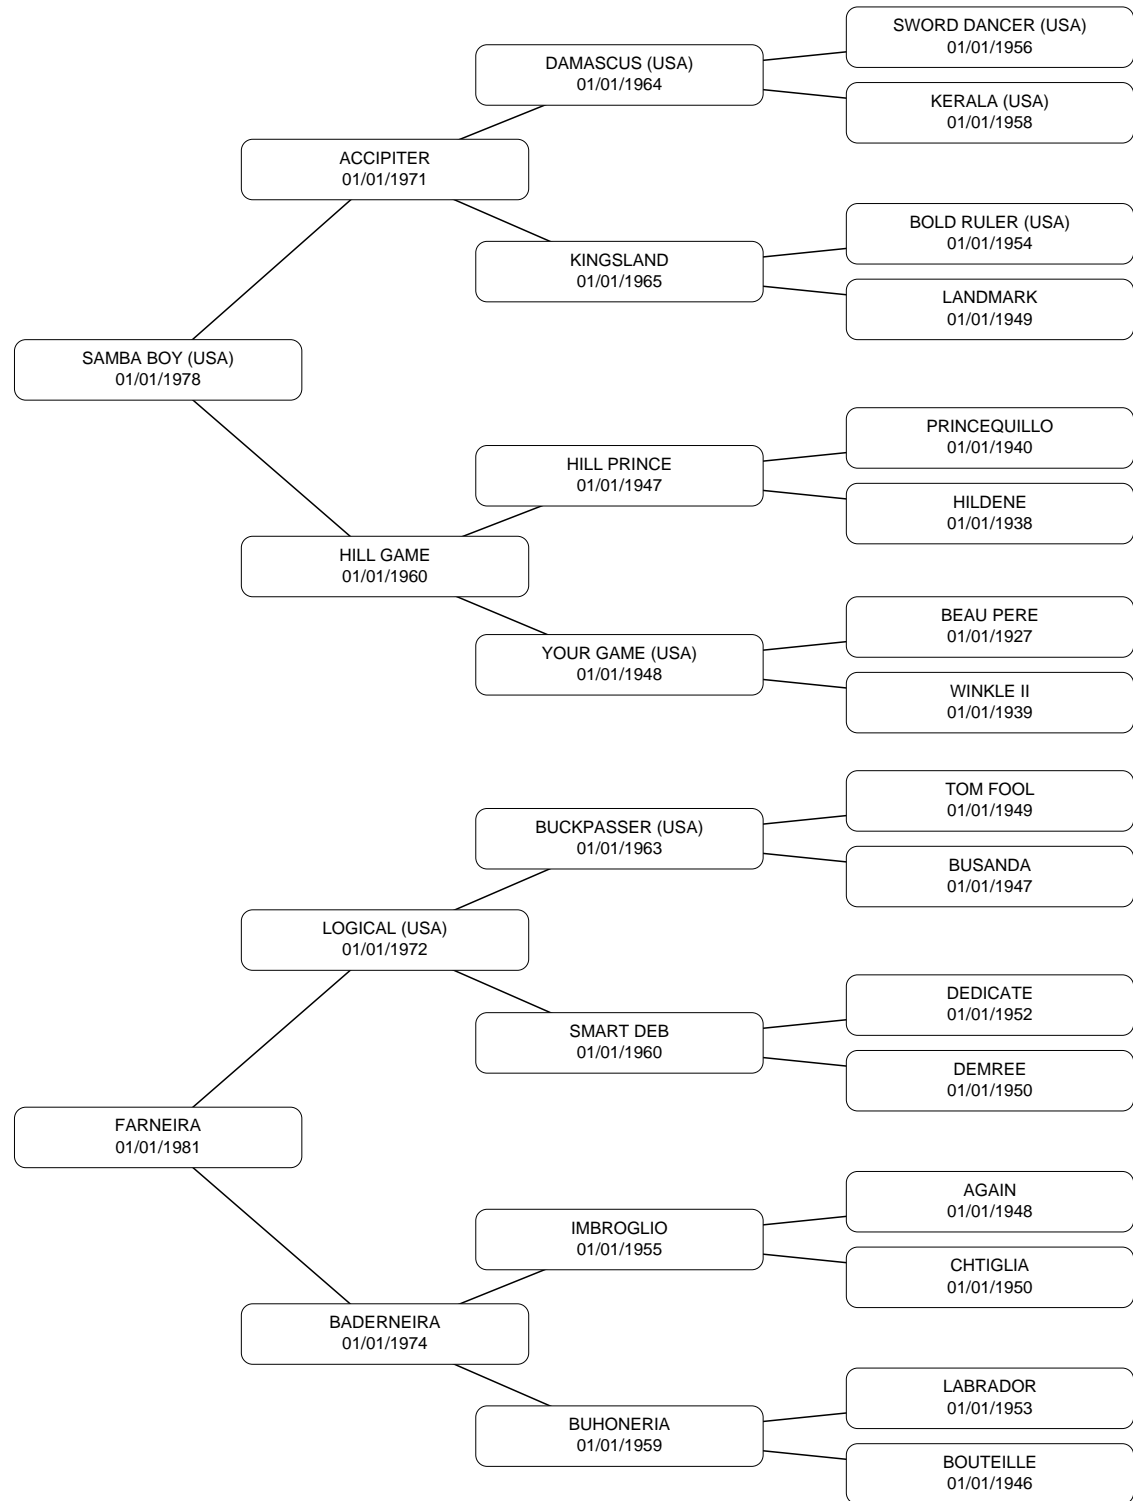 SWORD DANCER (USA)
01/01/1956
DAMASCUS (USA)
01/01/1964
KERALA (USA)
01/01/1958
ACCIPITER
01/01/1971
BOLD RULER (USA)
01/01/1954
KINGSLAND
01/01/1965
LANDMARK
01/01/1949
SAMBA BOY (USA)
01/01/1978
PRINCEQUILLO
01/01/1940
HILL PRINCE
01/01/1947
HILDENE
01/01/1938
HILL GAME
01/01/1960
BEAU PERE
01/01/1927
YOUR GAME (USA)
01/01/1948
WINKLE II
01/01/1939
TOM FOOL
01/01/1949
BUCKPASSER (USA)
01/01/1963
BUSANDA
01/01/1947
LOGICAL (USA)
01/01/1972
DEDICATE
01/01/1952
SMART DEB
01/01/1960
DEMREE
01/01/1950
FARNEIRA
01/01/1981
AGAIN
01/01/1948
IMBROGLIO
01/01/1955
CHTIGLIA
01/01/1950
BADERNEIRA
01/01/1974
LABRADOR
01/01/1953
BUHONERIA
01/01/1959
BOUTEILLE
01/01/1946